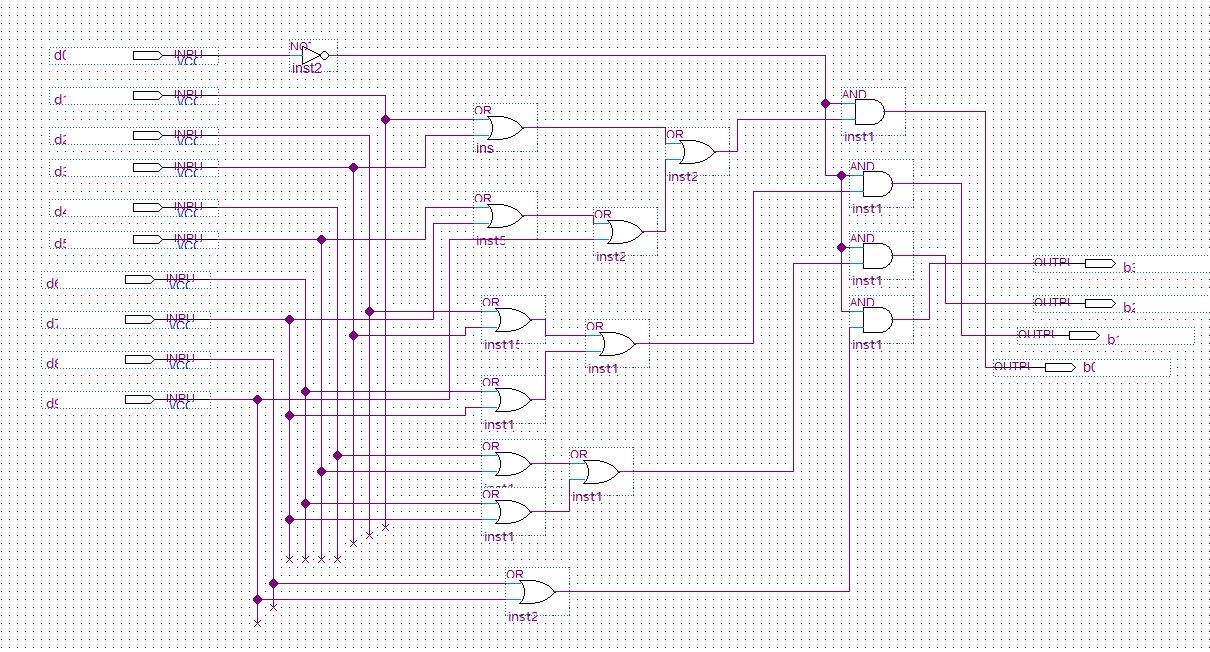 d0 INPU VCC NOT inst2
d1 INPU VCC AND
OR inst1
d2 INPU VCC OR OR
ins
d3 INPU VCC inst2 AND
d4 INPU VCC OR inst1
OR
d5 INPU VCC inst5 AND
inst2 OUTPU b3
d6 INPU VCC inst1
OR AND OUTPU b2
d7 INPU VCC OR
inst1 inst1 OUTPU b1
d8 INPU VCC inst1 OUTPU b0
OR
d9 INPU VCC
inst1
OR
OR
OR inst1
inst1
OR
inst2